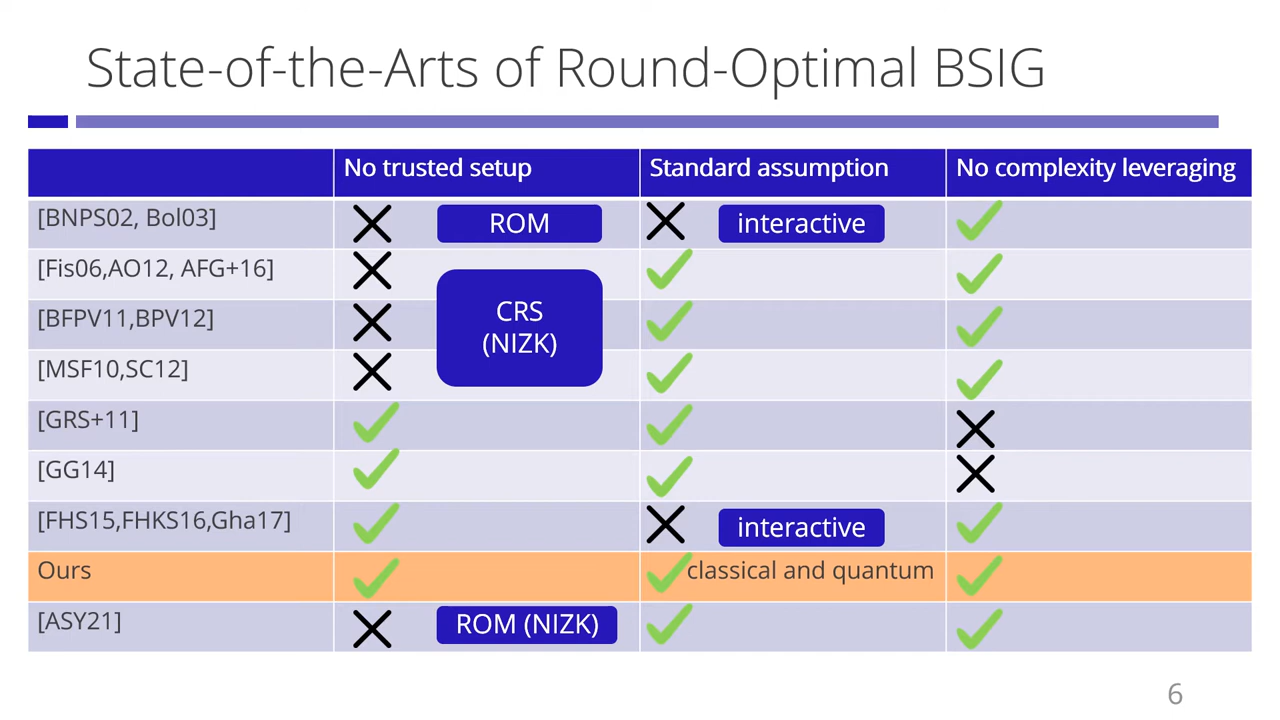 State-of-the-Arts of Round-Optimal BSIG
No trusted setup
Standard assumption
No complexity leveraging
[BNPS02, Bol03]
ROM
interactive
[Fis06,AO12, AFG+16]
CRS
(NIZK)
[BFPV11,BPV12]
[MSF10,SC12]
[GRS+11]
[GG14]
[FHS15,FHKS16,Gha17]
interactive
Ours
classical and quantum
[ASY21]
ROM (NIZK)
6